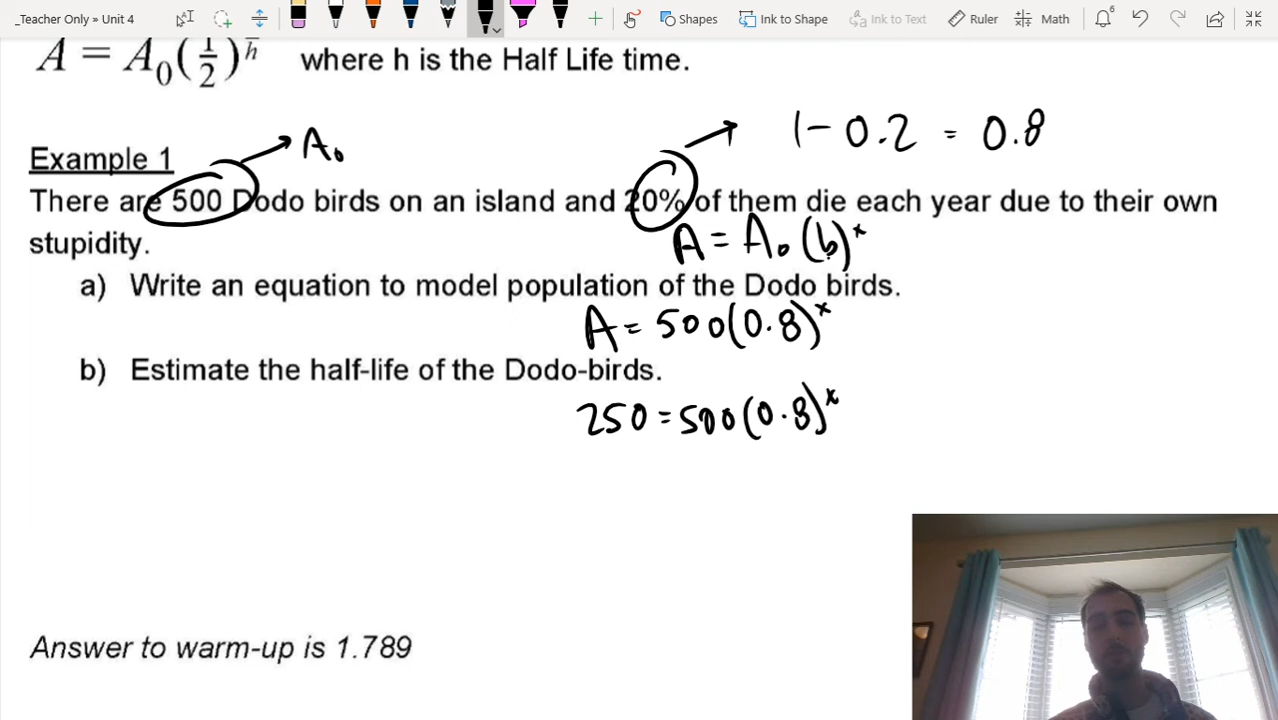 _Teacher Only » Unit 4
Shapes
Ink to Shape
Ink to Text
Ruler
Math
6
A = A₀(1/2)^(‾/h) where h is the Half Life time.
1 - 0.2 = 0.8
A₀
Example 1
There are 500 Dodo birds on an island and 20% of them die each year due to their own
stupidity.
A = A₀(b)^x
a) Write an equation to model population of the Dodo birds.
A = 500(0.8)^x
b) Estimate the half-life of the Dodo-birds.
250 = 500(0.8)^x
Answer to warm-up is 1.789